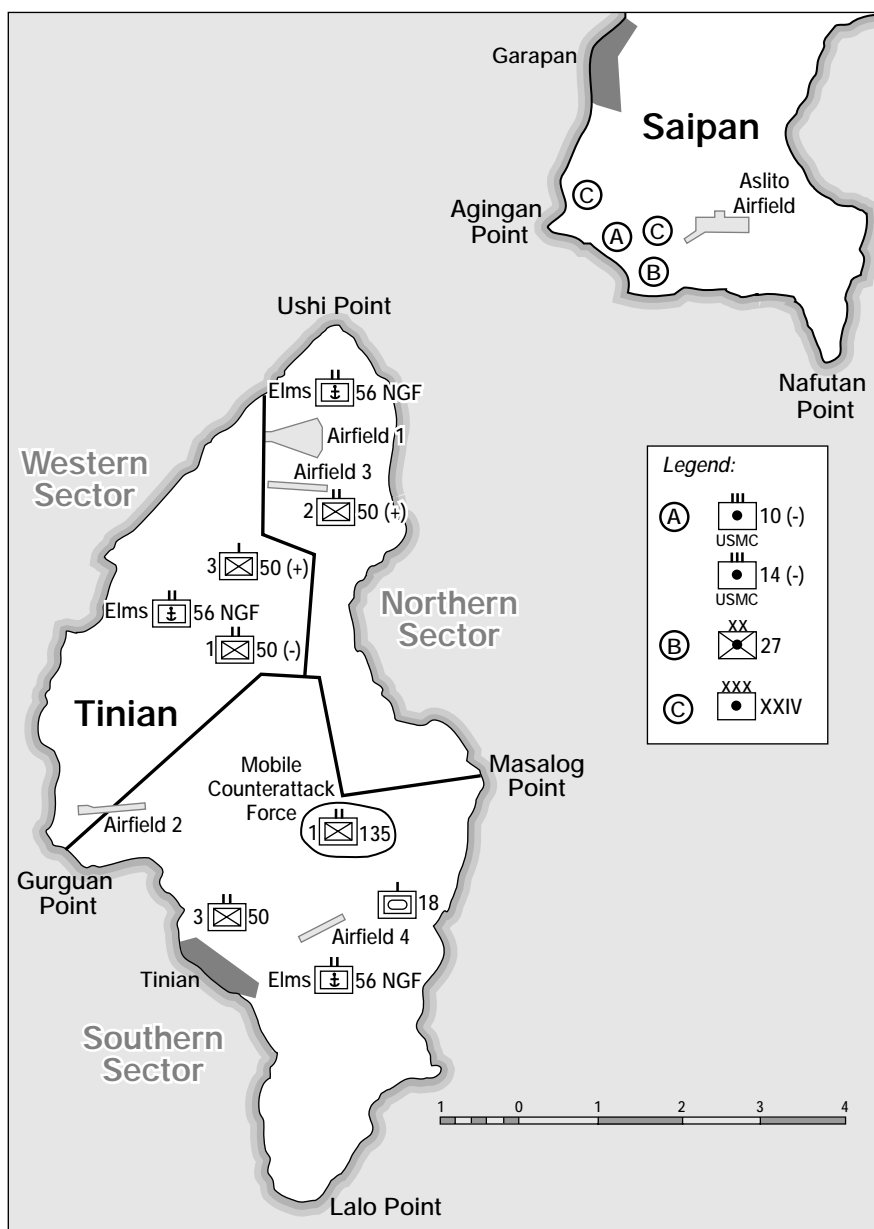 Garapan
Saipan
Aslito
Airfield
C
Agingan
Point
A
C
B
Nafutan
Point
Ushi Point
Elms 56 NGF
Airfield 1
Western
Sector
Airfield 3
2 50 (+)
3 50 (+)
Elms 56 NGF
Northern
Sector
1 50 (-)
Tinian
Masalog
Point
Mobile
Counterattack
Force
1 135
Airfield 2
Gurguan
Point
3 50
18
Airfield 4
Tinian
Elms 56 NGF
Southern
Sector
Lalo Point
Legend:
A
III
10 (-)
USMC
III
14 (-)
USMC
B
XX
27
C
XXX
XXIV
1 0 1 2 3 4